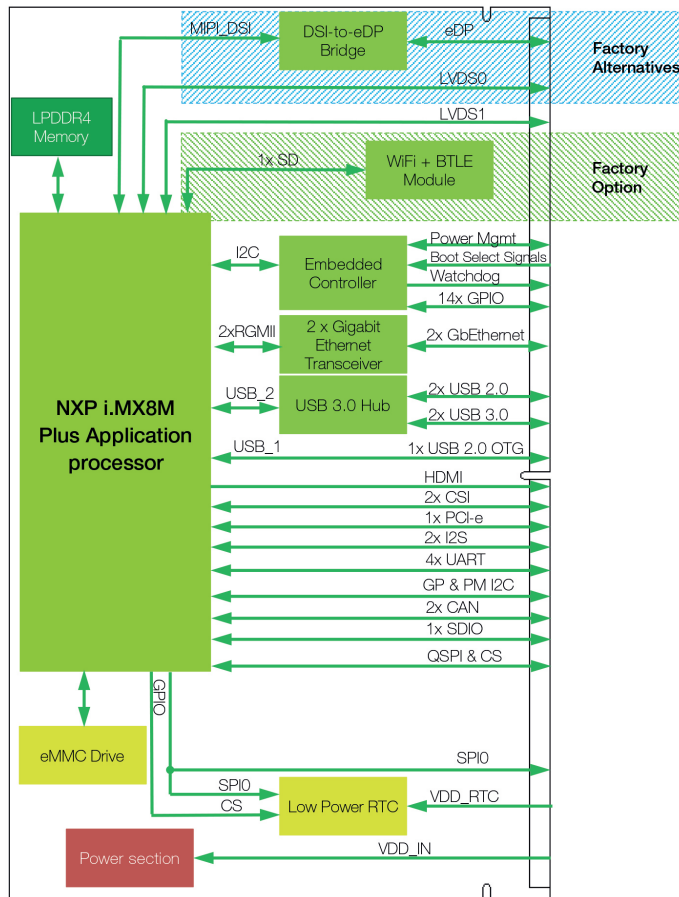 MIPI_DSI
DSI-to-eDP
Bridge
eDP
Factory
Alternatives
LVDS0
LPDDR4
Memory
LVDS1
1x SD
WiFi + BTLE
Module
Factory
Option
I2C
Embedded
Controller
Power Mgmt
Boot Select Signals
Watchdog
14x GPIO
2xRGMII
2 x Gigabit
Ethernet
Transceiver
2x GbEthernet
NXP i.MX8M
Plus Application
processor
USB_2
USB 3.0 Hub
2x USB 2.0
2x USB 3.0
USB_1
1x USB 2.0 OTG
HDMI
2x CSI
1x PCI-e
2x I2S
4x UART
GP & PM I2C
2x CAN
1x SDIO
QSPI & CS
GPIO
eMMC Drive
SPI0
SPI0
CS
Low Power RTC
VDD_RTC
Power section
VDD_IN